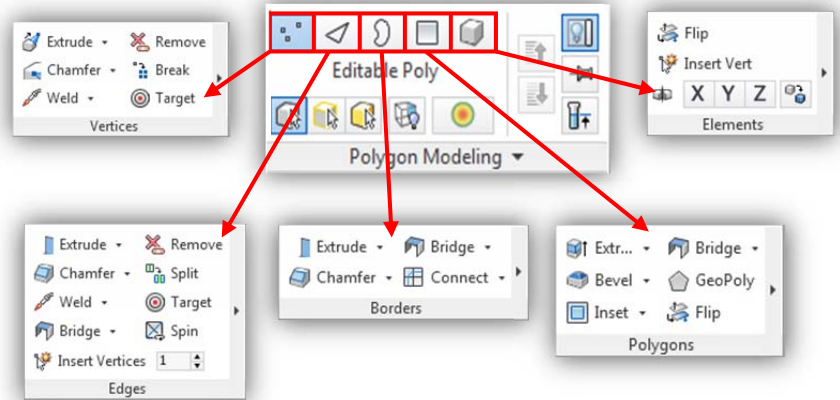 Extrude Remove
Chamfer Break
Weld Target
Vertices
Editable Poly
Polygon Modeling
Flip
Insert Vert
X Y Z
Elements
Extrude Remove
Chamfer Split
Weld Target
Bridge Spin
Insert Vertices 1
Edges
Extrude Bridge
Chamfer Connect
Borders
Extr... Bridge
Bevel GeoPoly
Inset Flip
Polygons